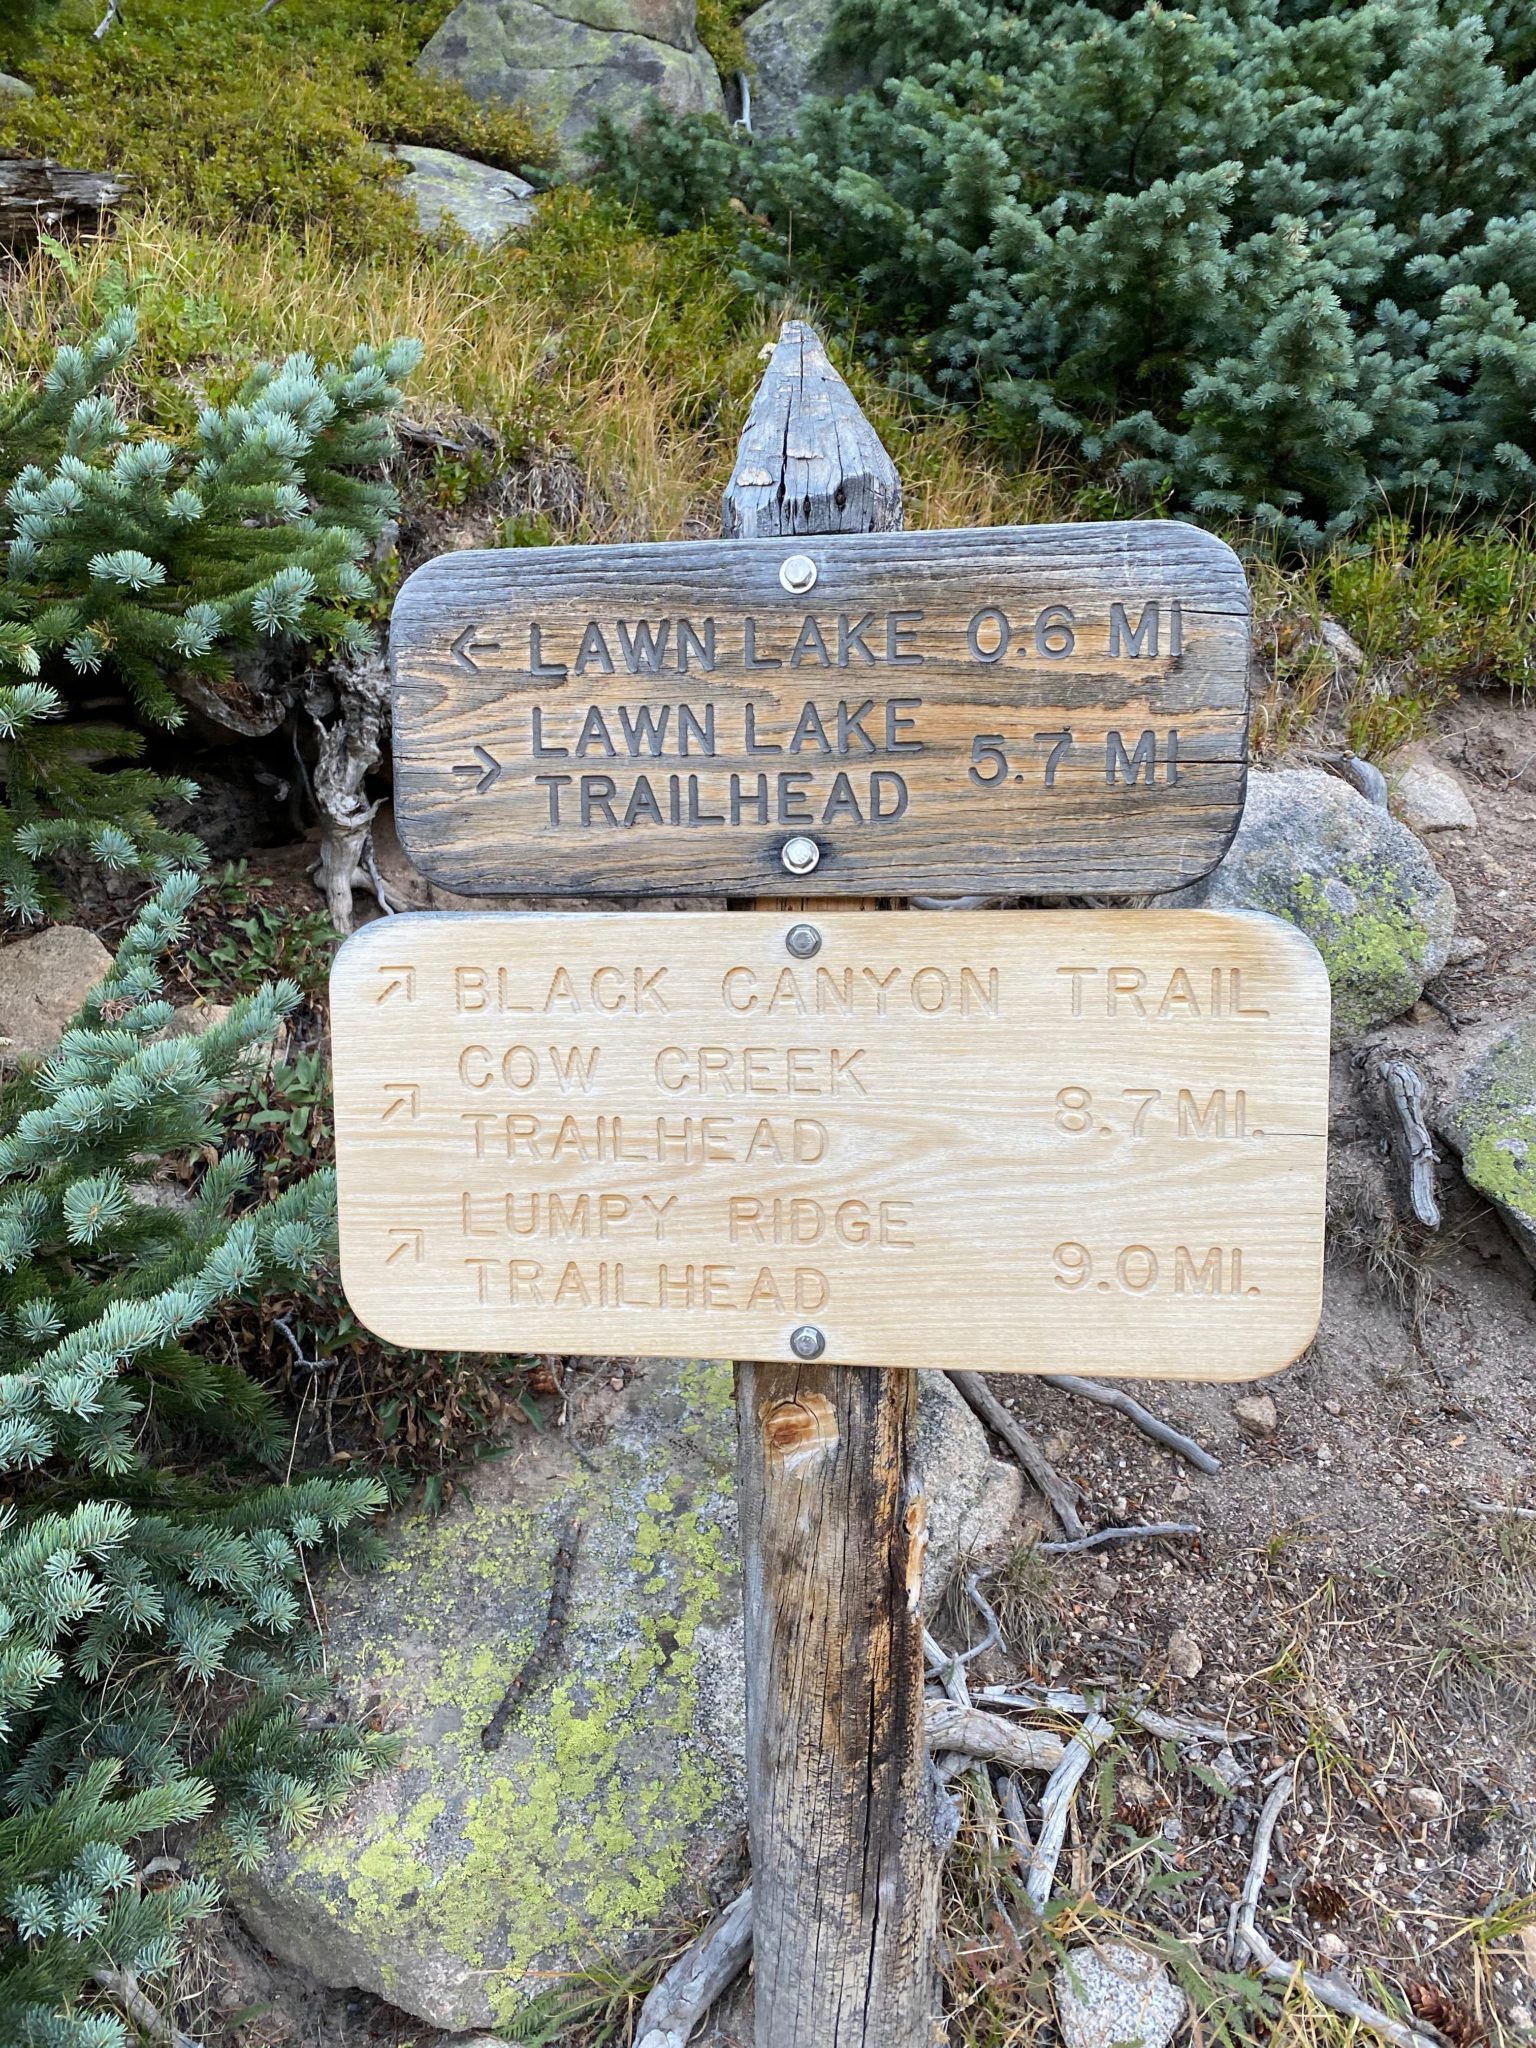 ← LAWN LAKE 0.6 MI
LAWN LAKE
→ TRAILHEAD 5.7 MI
↗ BLACK CANYON TRAIL
COW CREEK
↗ TRAILHEAD 8.7 MI.
LUMPY RIDGE
↗ TRAILHEAD 9.0 MI.